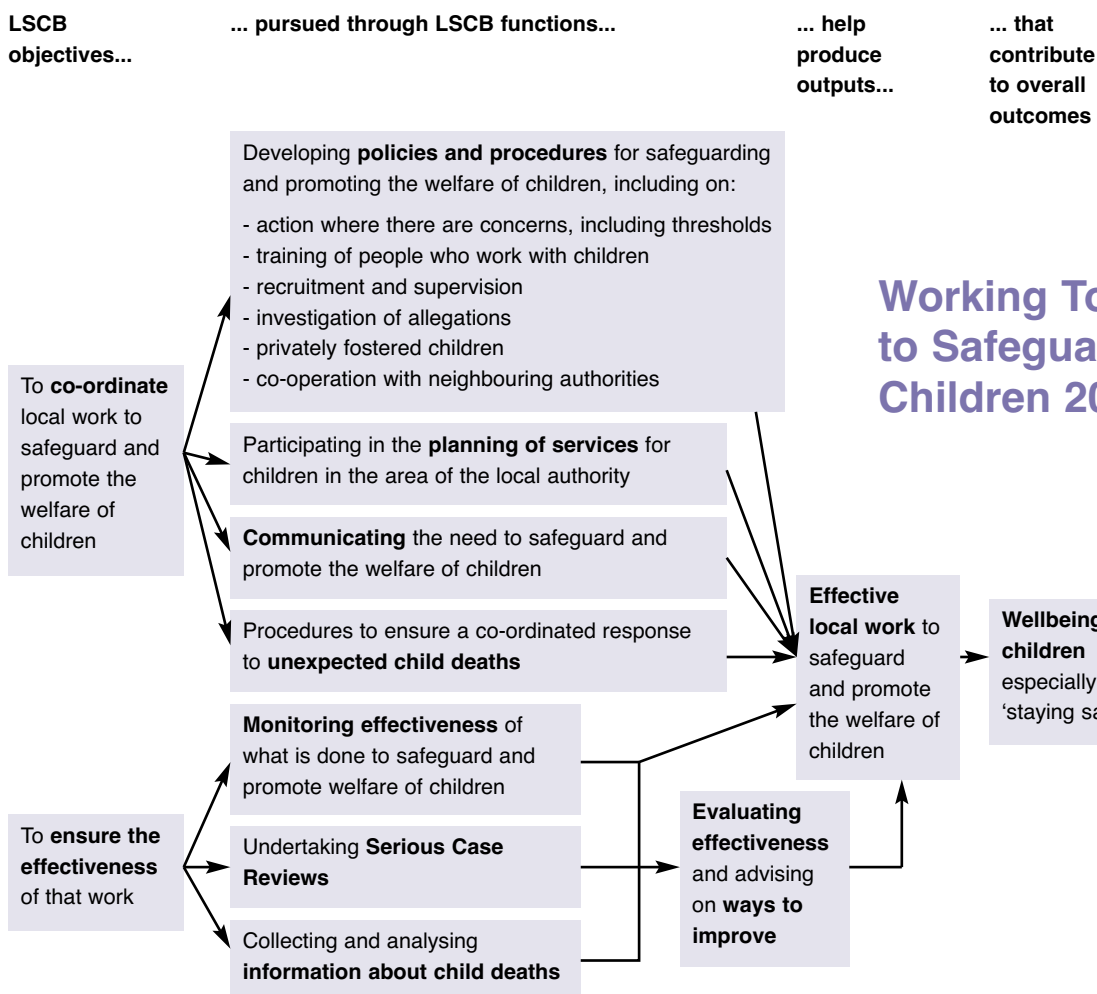 LSCB
objectives...
... pursued through LSCB functions...
... help
produce
outputs...
... that
contribute
to overall
outcomes
Developing policies and procedures for safeguarding
and promoting the welfare of children, including on:
- action where there are concerns, including thresholds
- training of people who work with children
- recruitment and supervision
- investigation of allegations
- privately fostered children
- co-operation with neighbouring authorities
Working
to
Children
To co-ordinate
local work to
safeguard and
promote the
welfare of
children
Participating in the planning of services for
children in the area of the local authority
Communicating the need to safeguard and
promote the welfare of children
Procedures to ensure a co-ordinated response
to unexpected child deaths
Effective
local work to
safeguard
and promote
the welfare of
children
Wellbeing
children
especially
‘staying
To ensure the
effectiveness
of that work
Monitoring effectiveness of
what is done to safeguard and
promote welfare of children
Undertaking Serious Case
Reviews
Collecting and analysing
information about child deaths
Evaluating
effectiveness
and advising
on ways to
improve